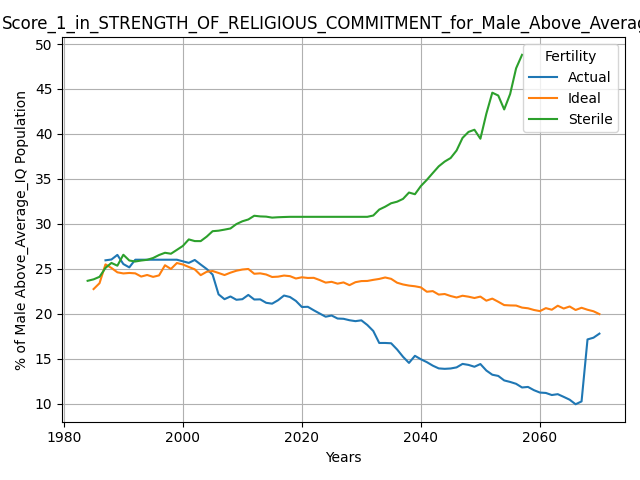 Score_1_in_STRENGTH_OF_RELIGIOUS_COMMITMENT_for_Male_Above_Averag
50
45
40
35
30
25
20
15
10
% of Male Above_Average_IQ Population
Fertility
Actual
Ideal
Sterile
1980
2000
2020
2040
2060
Years